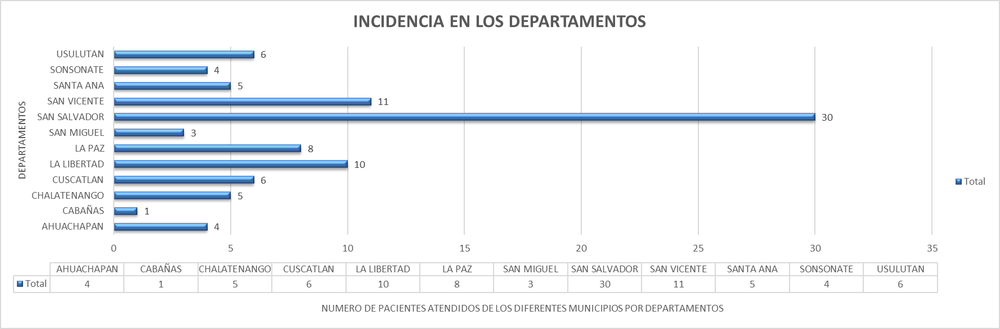 INCIDENCIA EN LOS DEPARTAMENTOS
DEPARTAMENTOS
USULUTAN 6
SONSONATE 4
SANTA ANA 5
SAN VICENTE 11
SAN SALVADOR 30
SAN MIGUEL 3
LA PAZ 8
LA LIBERTAD 10
CUSCATLAN 6
CHALATENANGO 5
CABAÑAS 1
AHUACHAPAN 4
0 5 10 15 20 25 30 35
Total
AHUACHAPAN CABAÑAS CHALATENANGO CUSCATLAN LA LIBERTAD LA PAZ SAN MIGUEL SAN SALVADOR SAN VICENTE SANTA ANA SONSONATE USULUTAN
Total 4 1 5 6 10 8 3 30 11 5 4 6
NUMERO DE PACIENTES ATENDIDOS DE LOS DIFERENTES MUNICIPIOS POR DEPARTAMENTOS